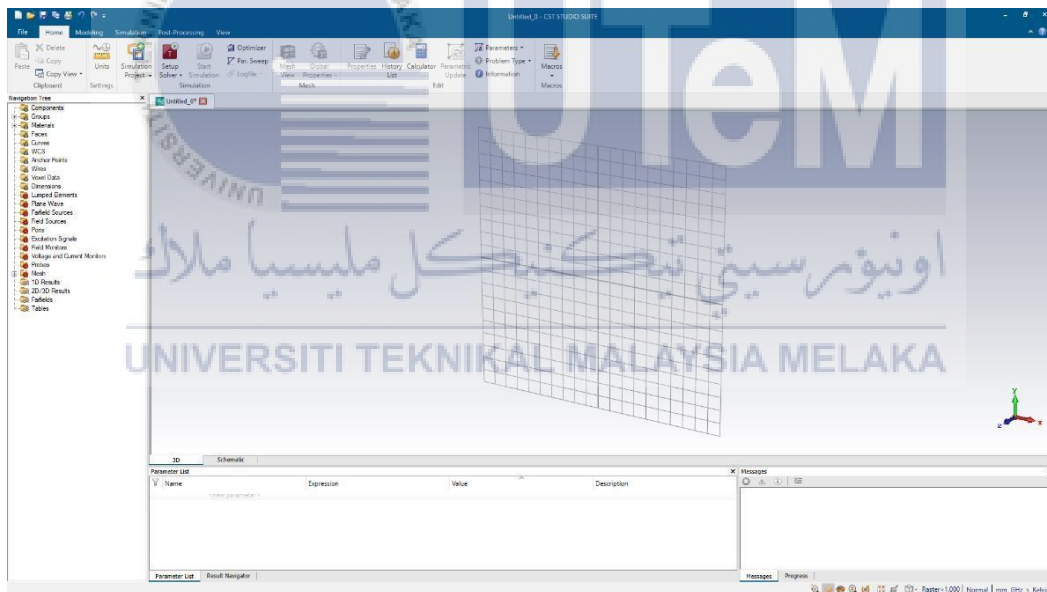 Untitled_0 - CST STUDIO SUITE
File Home Modeling Simulation Post-Processing View
Paste
Delete
Copy
Copy View
Clipboard
Units
Settings
Simulation Project
Setup Solver
Start Simulation
Optimizer
Par. Sweep
Logfile
Simulation
Mesh View
Global Properties
Mesh
Properties
History List
Calculator
Parametric Update
Parameters
Problem Type
Information
Edit
Macros
Macros
Navigation Tree
Untitled_0*
Components
Groups
Materials
Faces
Curves
WCS
Anchor Points
Wires
Voxel Data
Dimensions
Lumped Elements
Plane Wave
Farfield Sources
Field Sources
Ports
Excitation Signals
Field Monitors
Voltage and Current Monitors
Probes
Mesh
1D Results
2D/3D Results
Farfields
Tables
UTeM
اونيورسيتي تيكنيكل مليسيا ملاك
UNIVERSITI TEKNIKAL MALAYSIA MELAKA
y
z x
3D Schematic
Parameter List
Name Expression Value Description
<new parameter>
Parameter List Result Navigator
Messages
Messages Progress
Raster=1.000 Normal mm GHz s Kelvin